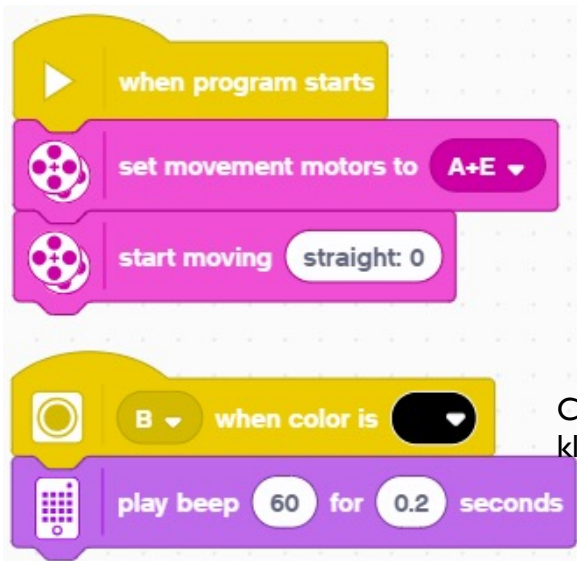 when program starts
set movement motors to A+E
start moving straight: 0
B when color is
play beep 60 for 0.2 seconds